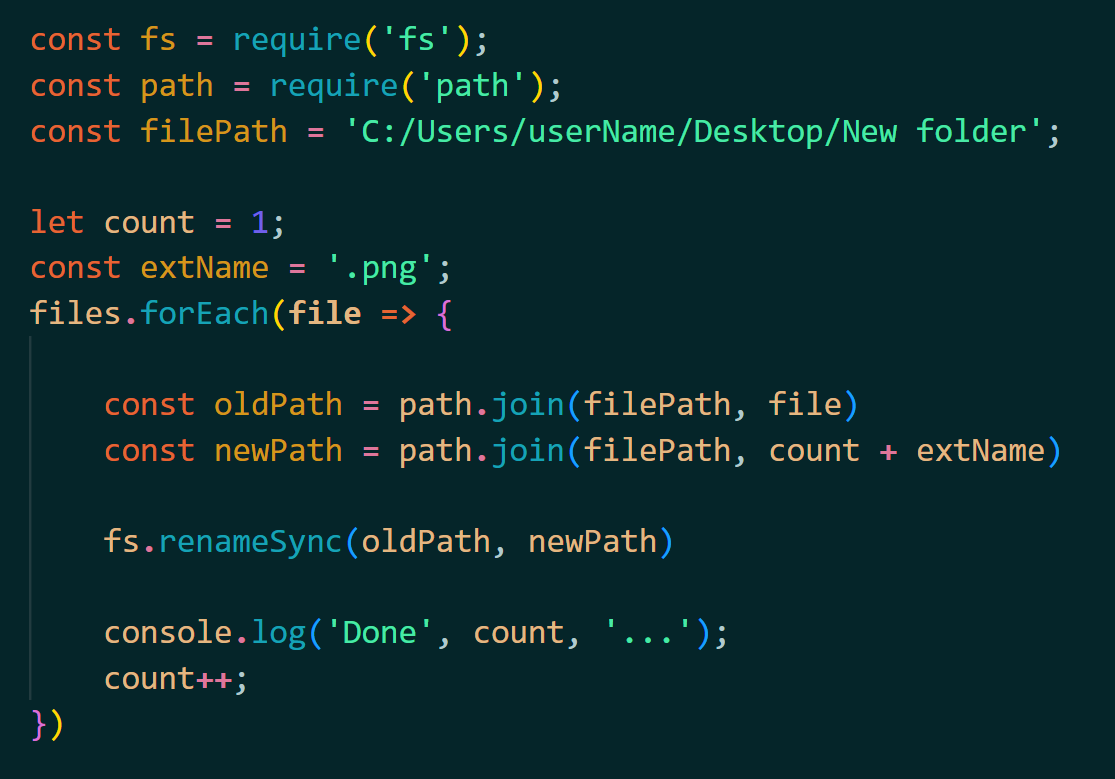 const fs = require('fs');
const path = require('path');
const filePath = 'C:/Users/userName/Desktop/New folder';
let count = 1;
const extName = '.png';
files.forEach(file => {
const oldPath = path.join(filePath, file)
const newPath = path.join(filePath, count + extName)
fs.renameSync(oldPath, newPath)
console.log('Done', count, '...');
count++;
})